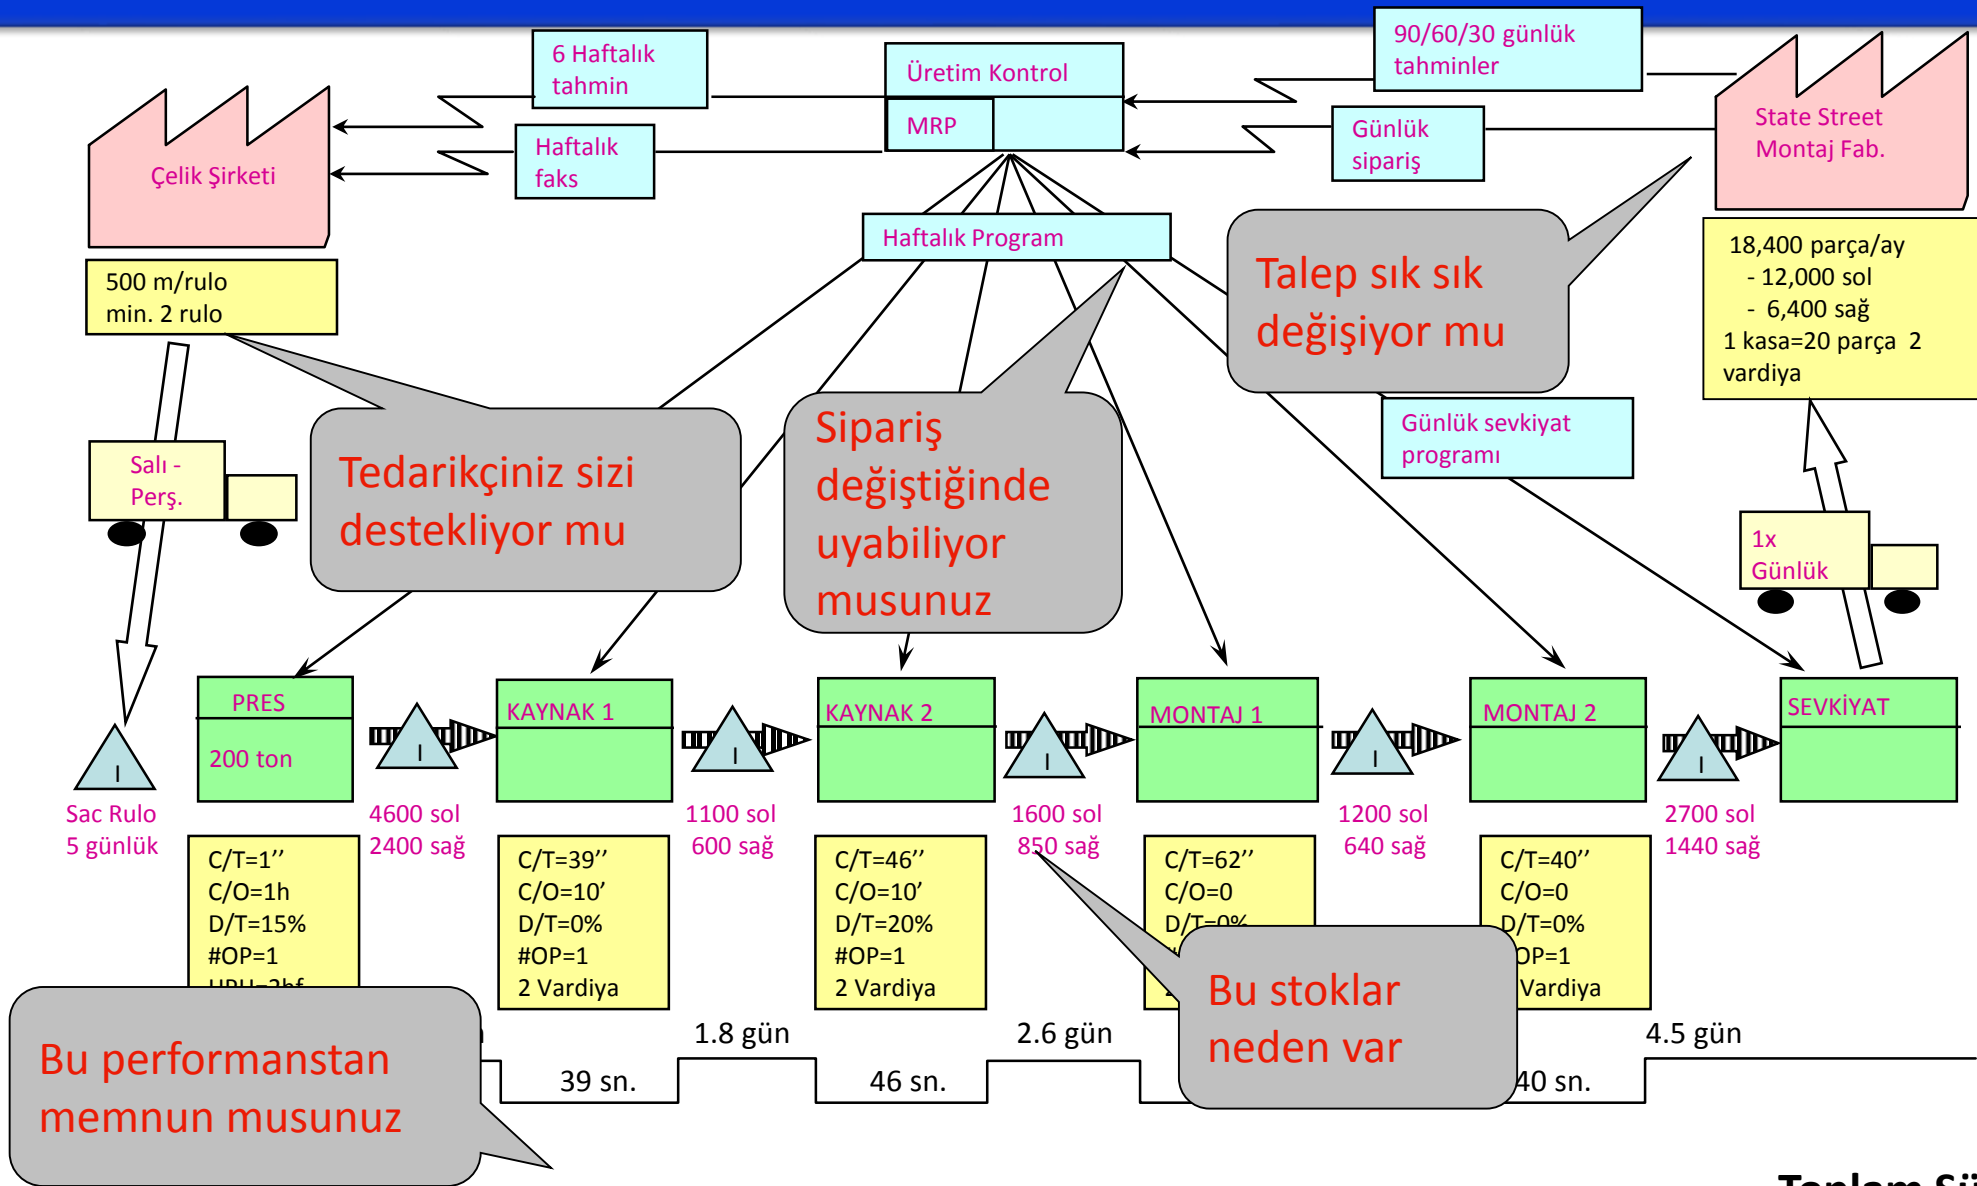 6 Haftalık
tahmin
Üretim Kontrol
MRP
90/60/30 günlük
tahminler
Haftalık
faks
Günlük
sipariş
Çelik Şirketi
State Street
Montaj Fab.
Haftalık Program
500 m/rulo
min. 2 rulo
Talep sık sık
değişiyor mu
18,400 parça/ay
- 12,000 sol
- 6,400 sağ
1 kasa=20 parça 2
vardiya
Salı -
Perş.
Tedarikçiniz sizi
destekliyor mu
Sipariş
değiştiğinde
uyabiliyor
musunuz
Günlük sevkiyat
programı
1x
Günlük
PRES
200 ton
KAYNAK 1
KAYNAK 2
MONTAJ 1
MONTAJ 2
SEVKİYAT
I
I
I
I
I
I
Sac Rulo
5 günlük
4600 sol
2400 sağ
1100 sol
600 sağ
1600 sol
850 sağ
1200 sol
640 sağ
2700 sol
1440 sağ
C/T=1’’
C/O=1h
D/T=15%
#OP=1
C/T=39’’
C/O=10’
D/T=0%
#OP=1
2 Vardiya
C/T=46’’
C/O=10’
D/T=20%
#OP=1
2 Vardiya
C/T=62’’
C/O=0
D/T=0%
C/T=40’’
C/O=0
D/T=0%
OP=1
Vardiya
Bu performanstan
memnun musunuz
Bu stoklar
neden var
1.8 gün
2.6 gün
4.5 gün
39 sn.
46 sn.
40 sn.
Toplam